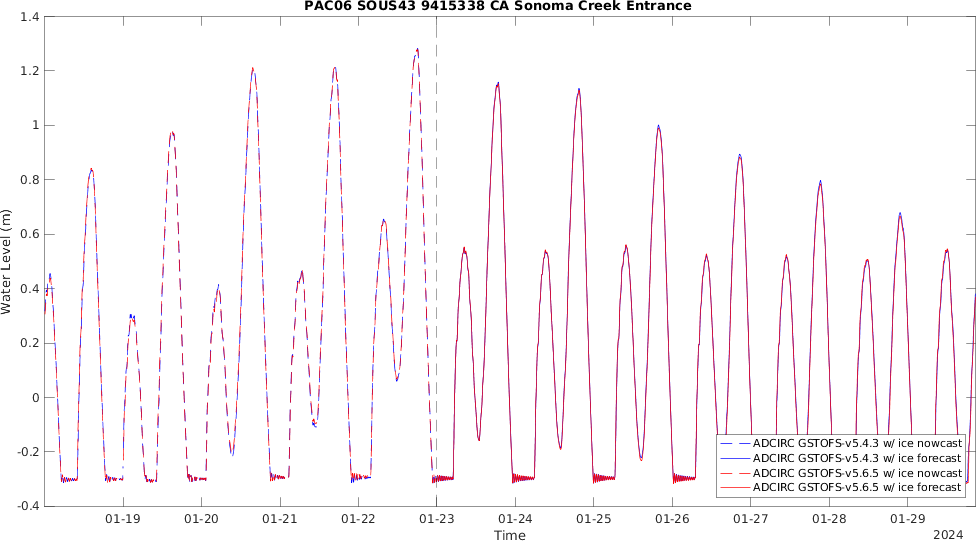 PAC06 SOUS43 9415338 CA Sonoma Creek Entrance
1.4
1.2
1
0.8
0.6
0.4
0.2
0
-0.2
-0.4
Water Level (m)
01-19 01-20 01-21 01-22 01-23 01-24 01-25 01-26 01-27 01-28 01-29
Time
2024
ADCIRC GSTOFS-v5.4.3 w/ ice nowcast
ADCIRC GSTOFS-v5.4.3 w/ ice forecast
ADCIRC GSTOFS-v5.6.5 w/ ice nowcast
ADCIRC GSTOFS-v5.6.5 w/ ice forecast